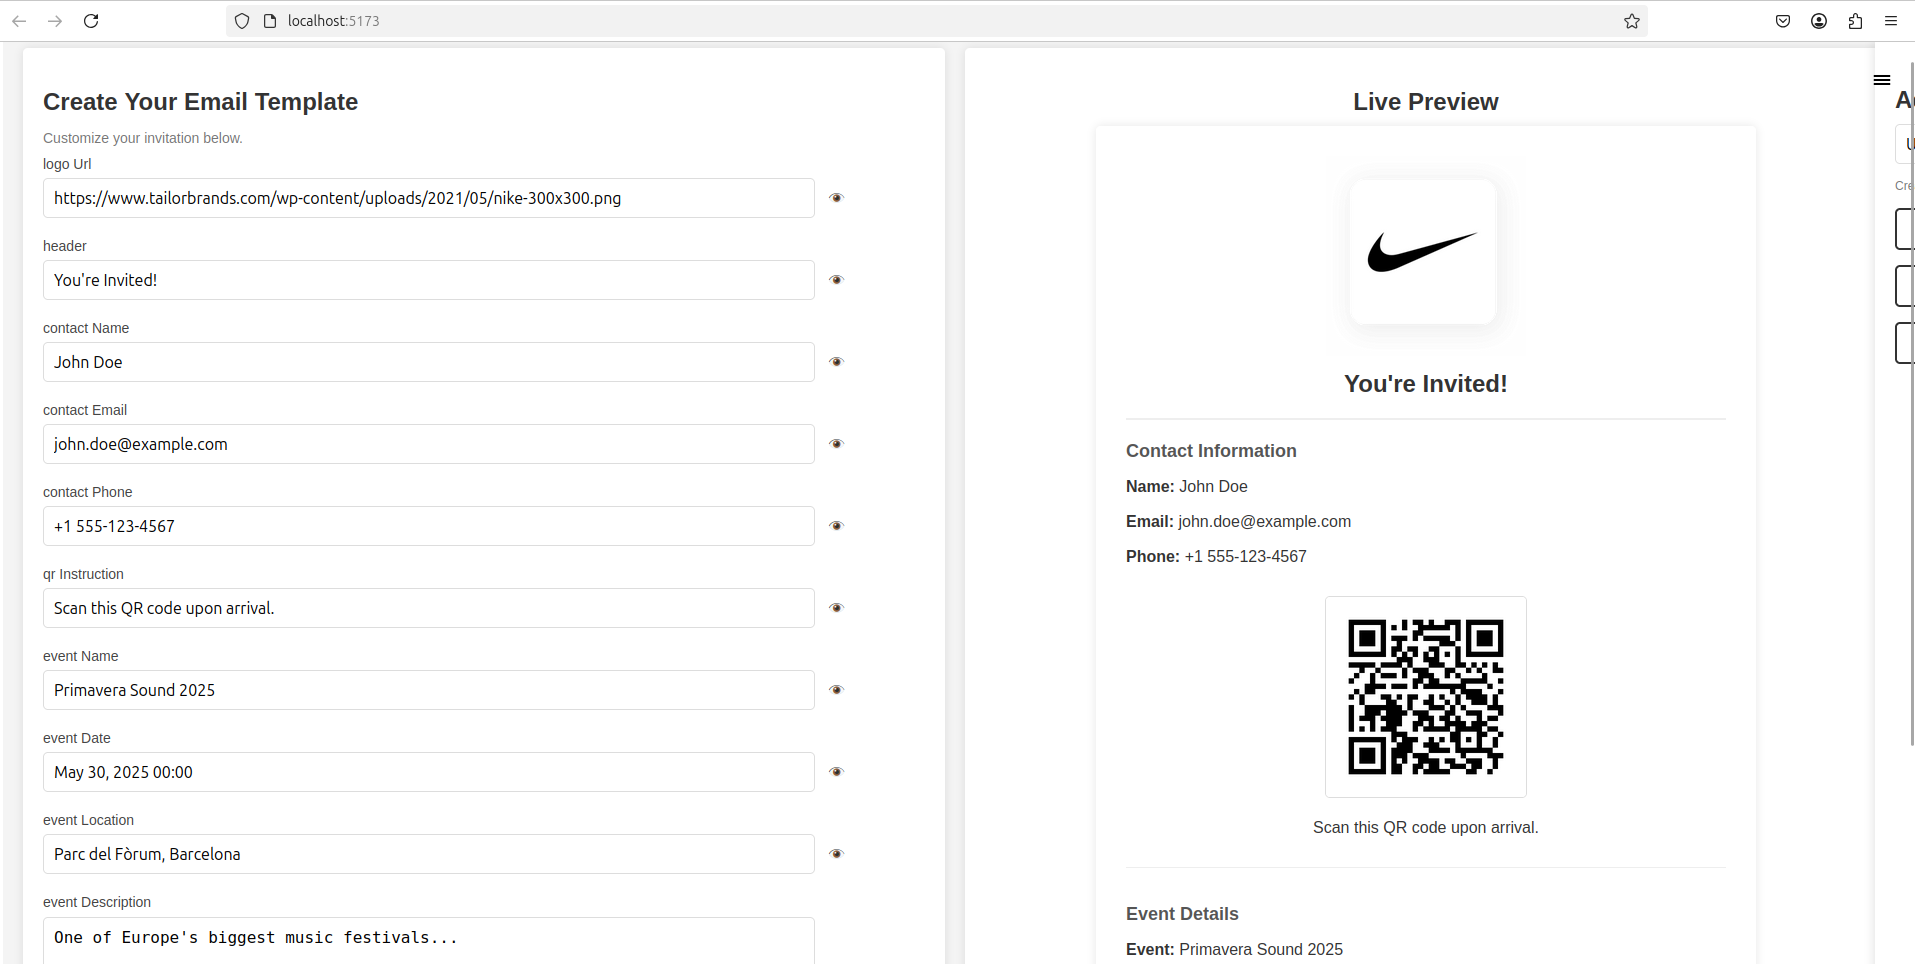 localhost:5173
Create Your Email Template
Customize your invitation below.
logo Url
https://www.tailorbrands.com/wp-content/uploads/2021/05/nike-300x300.png
header
You're Invited!
contact Name
John Doe
contact Email
john.doe@example.com
contact Phone
+1 555-123-4567
qr Instruction
Scan this QR code upon arrival.
event Name
Primavera Sound 2025
event Date
May 30, 2025 00:00
event Location
Parc del Fòrum, Barcelona
event Description
One of Europe's biggest music festivals...
Live Preview
You're Invited!
Contact Information
Name: John Doe
Email: john.doe@example.com
Phone: +1 555-123-4567
Scan this QR code upon arrival.
Event Details
Event: Primavera Sound 2025